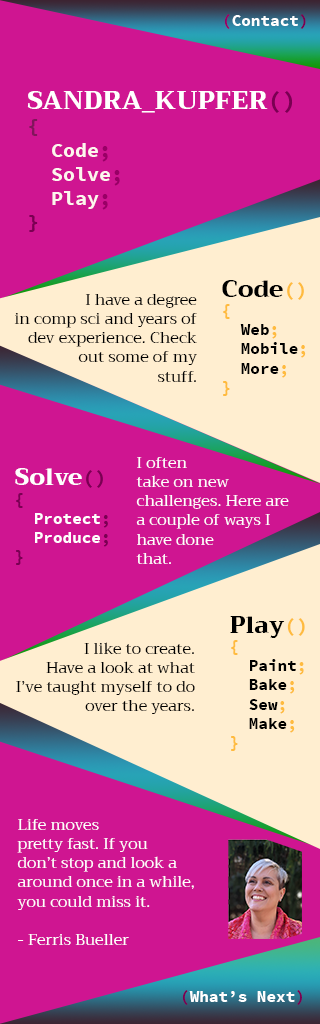 (Contact)
SANDRA_KUPFER()
{
Code;
Solve;
Play;
}
I have a degree
in comp sci and years of
dev experience. Check
out some of my
stuff.
Code()
{
Web;
Mobile;
More;
}
Solve()
{
Protect;
Produce;
}
I often
take on new
challenges. Here are
a couple of ways I
have done
that.
I like to create.
Have a look at what
I've taught myself to do
over the years.
Play()
{
Paint;
Bake;
Sew;
Make;
}
Life moves
pretty fast. If you
don't stop and look a
around once in a while,
you could miss it.
- Ferris Bueller
(What's Next)